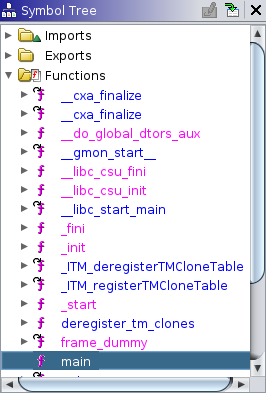 Symbol Tree
Imports
Exports
Functions
__cxa_finalize
__cxa_finalize
__do_global_dtors_aux
__gmon_start__
__libc_csu_fini
__libc_csu_init
__libc_start_main
_fini
_init
_ITM_deregisterTMCloneTable
_ITM_registerTMCloneTable
_start
deregister_tm_clones
frame_dummy
main